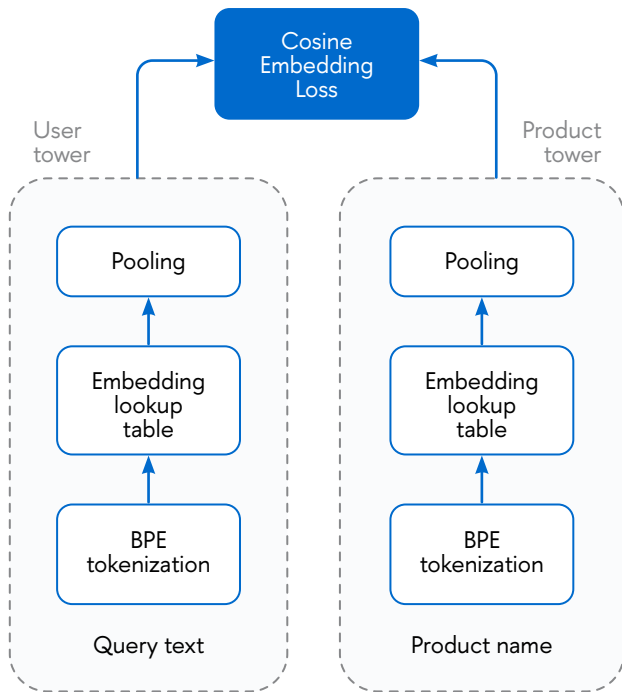 Cosine
Embedding
Loss
User
tower
Product
tower
Pooling
Embedding
lookup
table
BPE
tokenization
Query text
Pooling
Embedding
lookup
table
BPE
tokenization
Product name